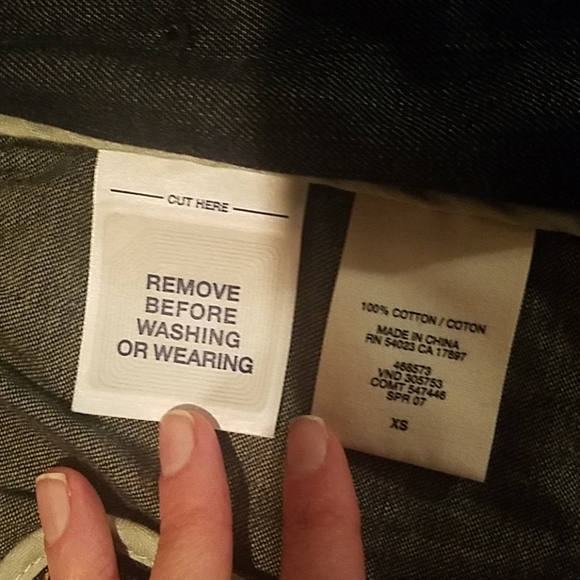 CUT HERE
REMOVE
BEFORE
WASHING
OR WEARING
100% COTTON / COTON
MADE IN CHINA
RN 54023 CA 17897
468573
VND 305753
COMT 547446
SPR 07
XS